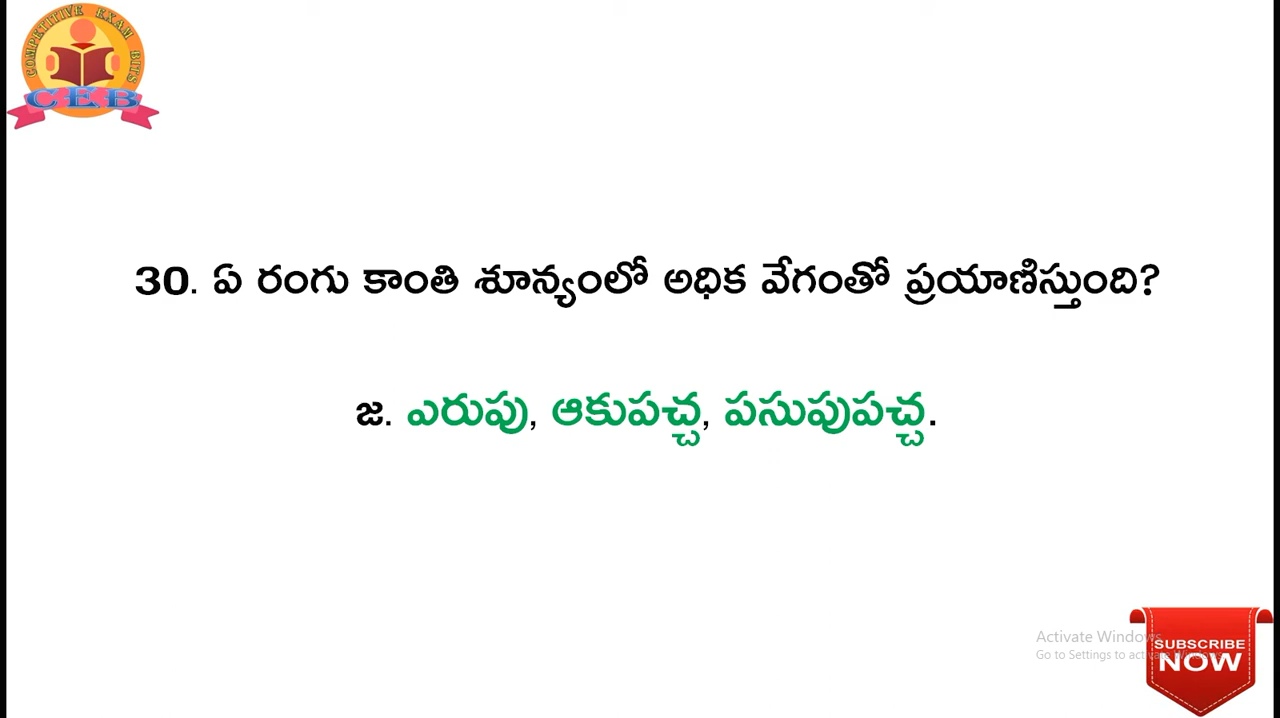 COMPETITIVE EXAM BITS
CEB
30. ఏ రంగు కాంతి శూన్యంలో అధిక వేగంతో ప్రయాణిస్తుంది?
జ. ఎరుపు, ఆకుపచ్చ, పసుపుపచ్చ.
Activate Windows
Go to Settings to activate Windows.
SUBSCRIBE
NOW